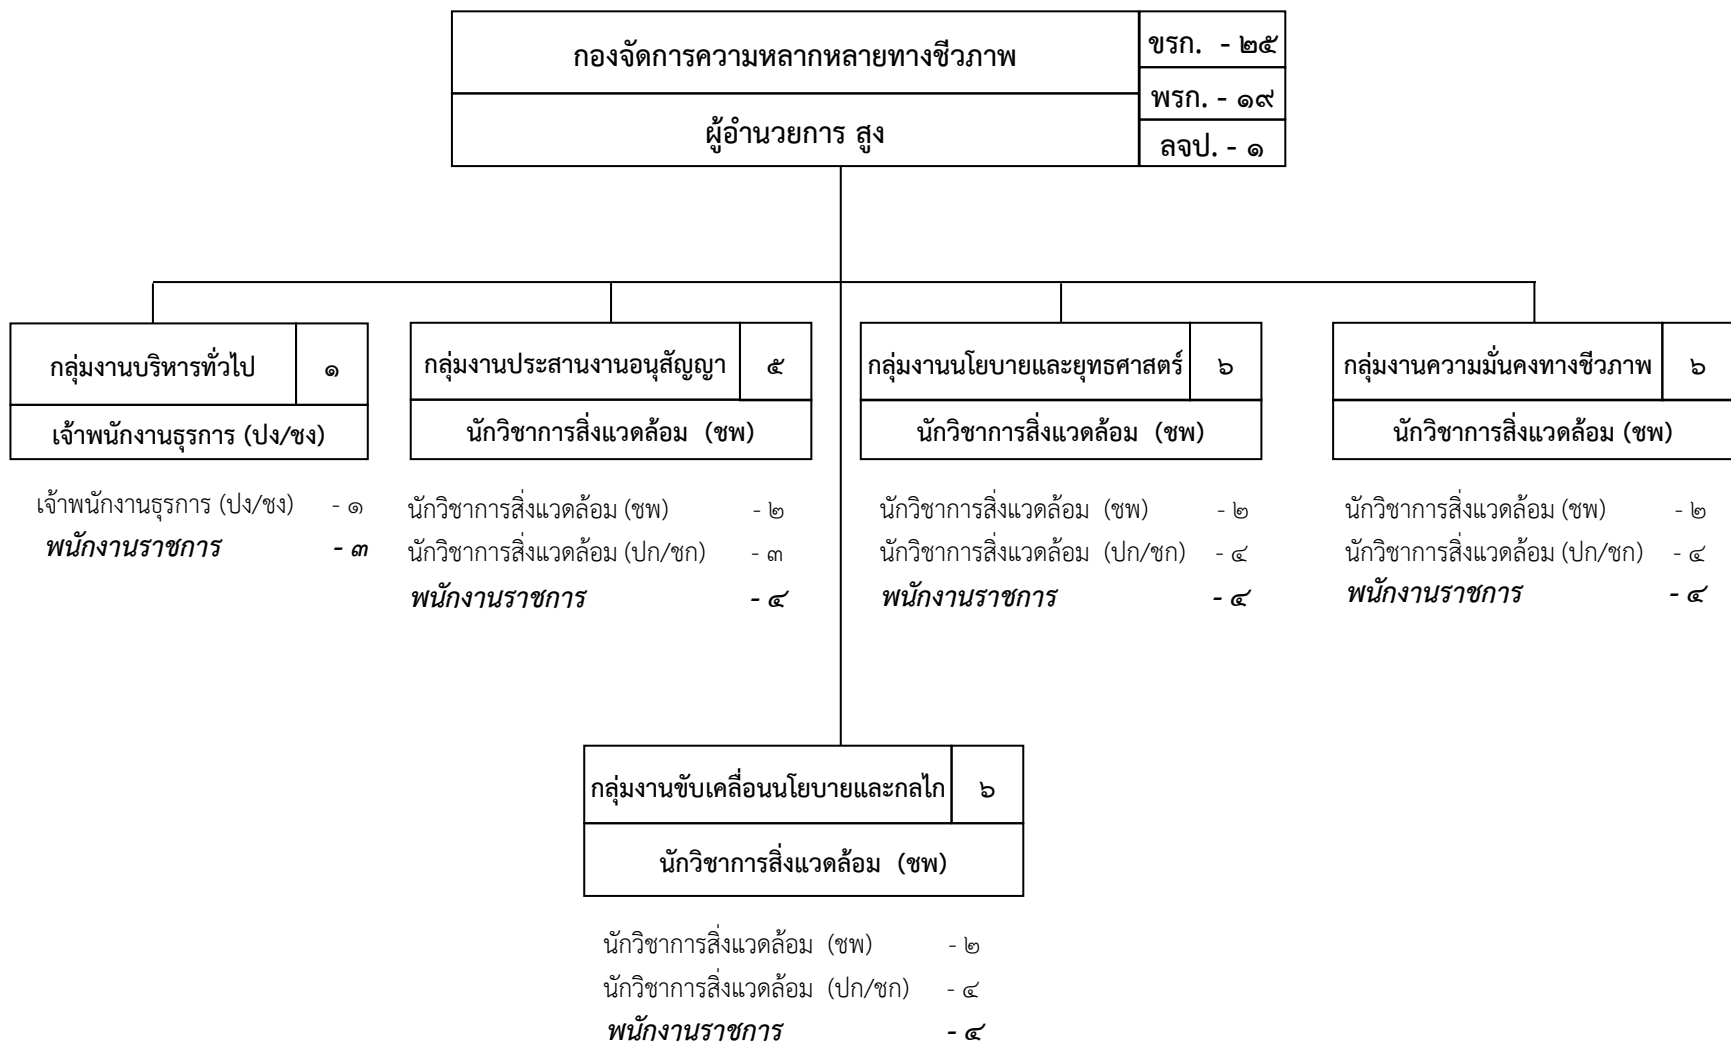 กองจัดการความหลากหลายทางชีวภาพ
ผู้อำนวยการ สูง
ขรก. - ๒๕
พรก. - ๑๙
ลจป. - ๑
กลุ่มงานบริหารทั่วไป ๑
เจ้าพนักงานธุรการ (ปง/ชง)
เจ้าพนักงานธุรการ (ปง/ชง) - ๑
พนักงานราชการ - ๓
กลุ่มงานประสานงานอนุสัญญา ๕
นักวิชาการสิ่งแวดล้อม (ชพ)
นักวิชาการสิ่งแวดล้อม (ชพ) - ๒
นักวิชาการสิ่งแวดล้อม (ปก/ชก) - ๓
พนักงานราชการ - ๔
กลุ่มงานนโยบายและยุทธศาสตร์ ๖
นักวิชาการสิ่งแวดล้อม (ชพ)
นักวิชาการสิ่งแวดล้อม (ชพ) - ๒
นักวิชาการสิ่งแวดล้อม (ปก/ชก) - ๔
พนักงานราชการ - ๔
กลุ่มงานความมั่นคงทางชีวภาพ ๖
นักวิชาการสิ่งแวดล้อม (ชพ)
นักวิชาการสิ่งแวดล้อม (ชพ) - ๒
นักวิชาการสิ่งแวดล้อม (ปก/ชก) - ๔
พนักงานราชการ - ๔
กลุ่มงานขับเคลื่อนนโยบายและกลไก ๖
นักวิชาการสิ่งแวดล้อม (ชพ)
นักวิชาการสิ่งแวดล้อม (ชพ) - ๒
นักวิชาการสิ่งแวดล้อม (ปก/ชก) - ๔
พนักงานราชการ - ๔